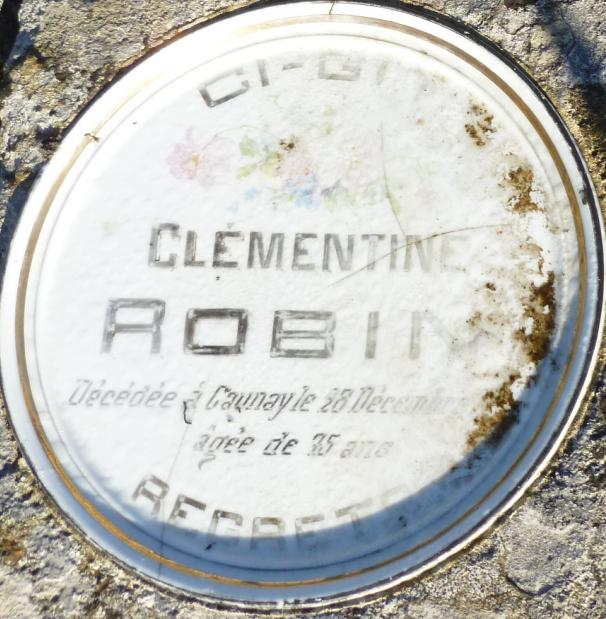 CI-GIT
CLÉMENTINE
ROBIN
Décédée à Caunay le 28 Décembre
âgée de 35 ans
REGRETS